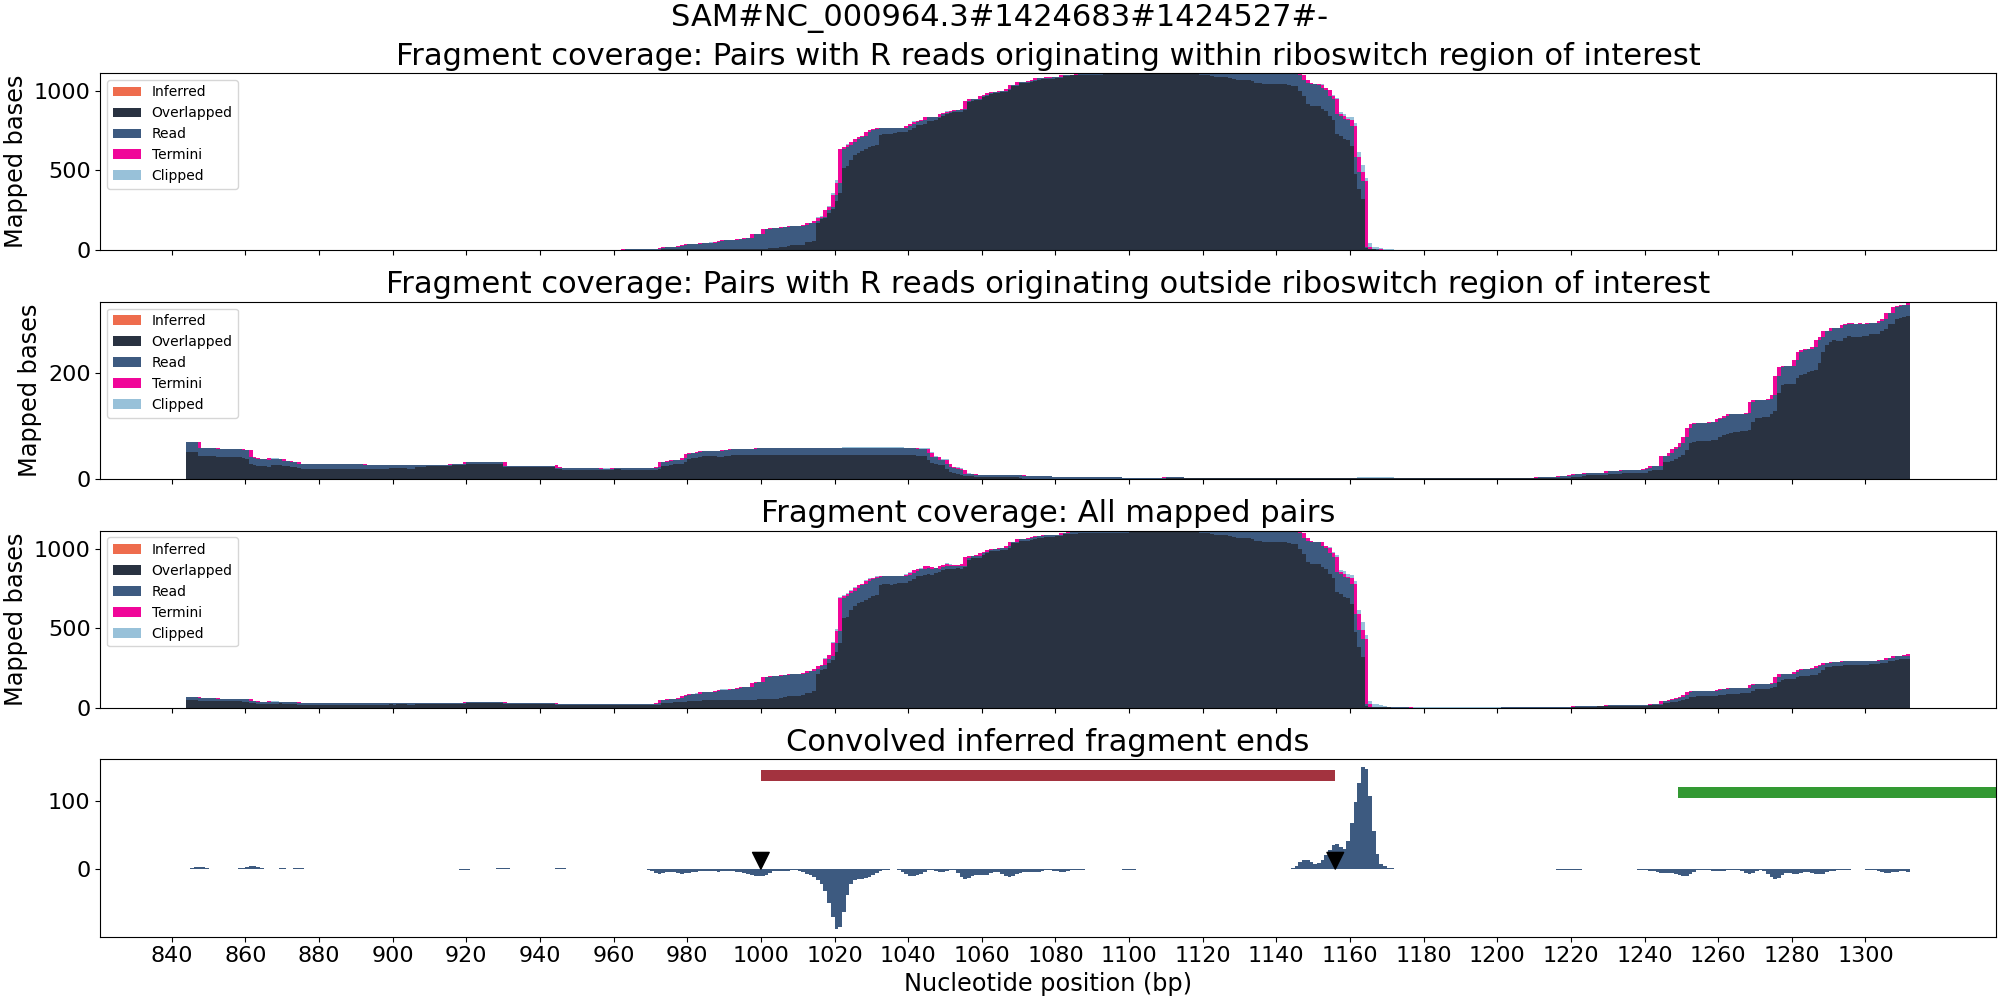 SAM#NC_000964.3#1424683#1424527#-
Fragment coverage: Pairs with R reads originating within riboswitch region of interest
Mapped bases
1000
500
0
Inferred
Overlapped
Read
Termini
Clipped
Fragment coverage: Pairs with R reads originating outside riboswitch region of interest
Mapped bases
200
0
Inferred
Overlapped
Read
Termini
Clipped
Fragment coverage: All mapped pairs
Mapped bases
1000
500
0
Inferred
Overlapped
Read
Termini
Clipped
Convolved inferred fragment ends
100
0
840 860 880 900 920 940 960 980 1000 1020 1040 1060 1080 1100 1120 1140 1160 1180 1200 1220 1240 1260 1280 1300
Nucleotide position (bp)